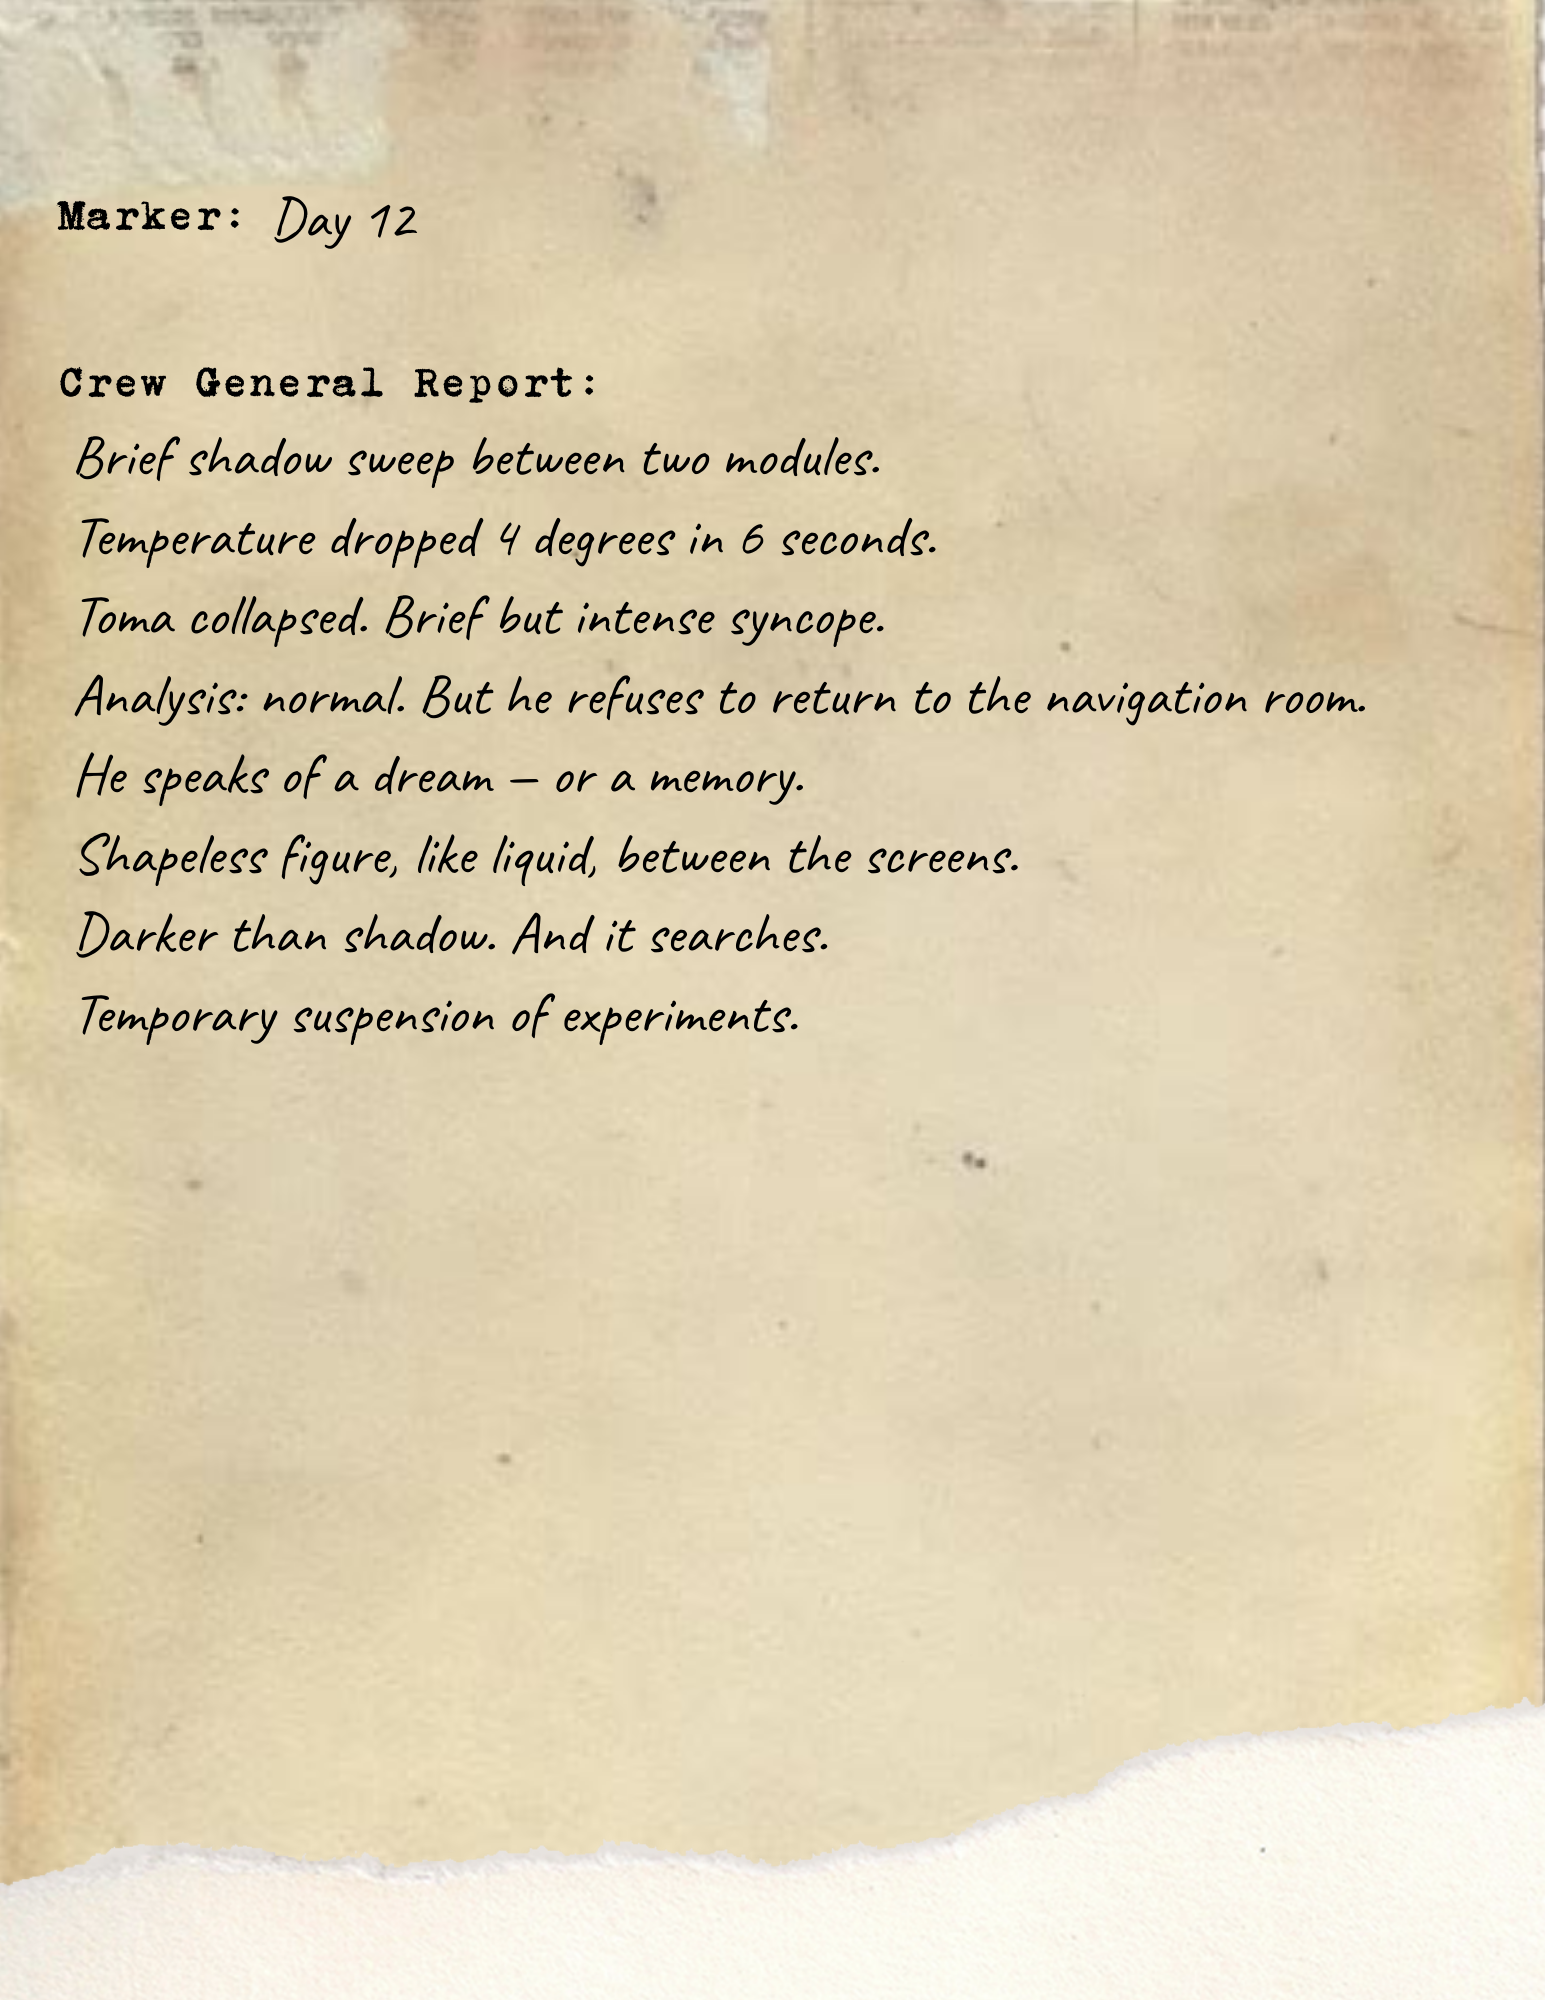 Marker: Day 12
Crew General Report:
Brief shadow sweep between two modules.
Temperature dropped 4 degrees in 6 seconds.
Toma collapsed. Brief but intense syncope.
Analysis: normal. But he refuses to return to the navigation room.
He speaks of a dream — or a memory.
Shapeless figure, like liquid, between the screens.
Darker than shadow. And it searches.
Temporary suspension of experiments.